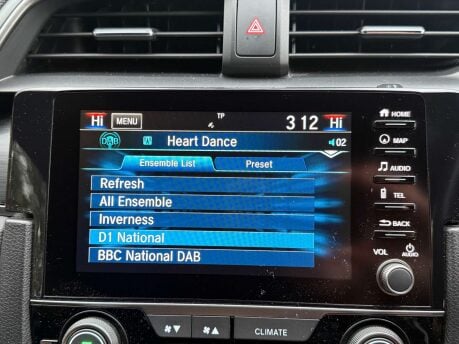 Hi MENU TP 3 12 Hi
DAB Heart Dance 02
Ensemble List Preset
Refresh
All Ensemble
Inverness
D1 National
BBC National DAB
HOME
MAP
AUDIO
TEL
BACK
VOL AUDIO
CLIMATE